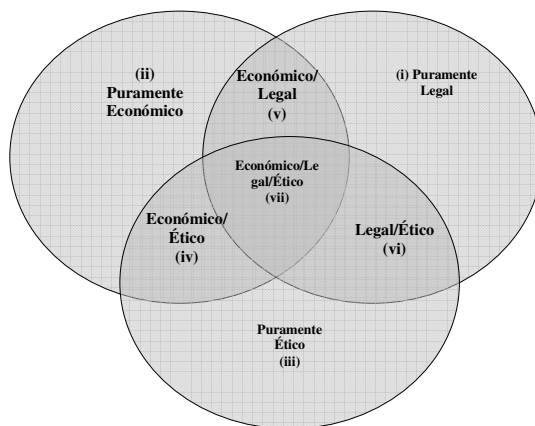 (ii)
Puramente
Económico
Económico/
Legal
(v)
(i) Puramente
Legal
Económico/Le
gal/Ético
(vii)
Económico/
Ético
(iv)
Legal/Ético
(vi)
Puramente
Ético
(iii)